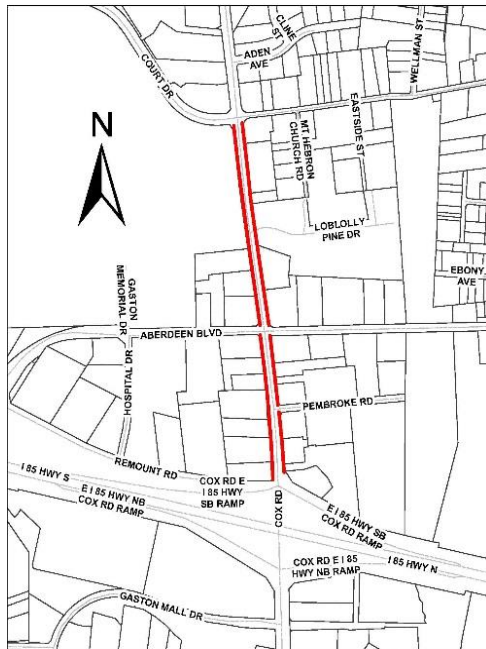 CLINE
ST
ADEN
AVE
WELLMAN ST
COURT DR
EASTSIDE ST
MT HEBRON
CHURCH RD
N
LOBLOLLY
PINE DR
GASTON
MEMORIAL DR
EBONY
AVE
ABERDEEN BLVD
HOSPITAL DR
PEMBROKE RD
REMOUNT RD
I 85 HWY S
COX RD E
I 85 HWY
SB RAMP
E I 85 HWY NB
COX RD RAMP
COX RD
E I 85 HWY SB
COX RD RAMP
I 85 HWY N
COX RD E I 85
HWY NB RAMP
GASTON MALL DR